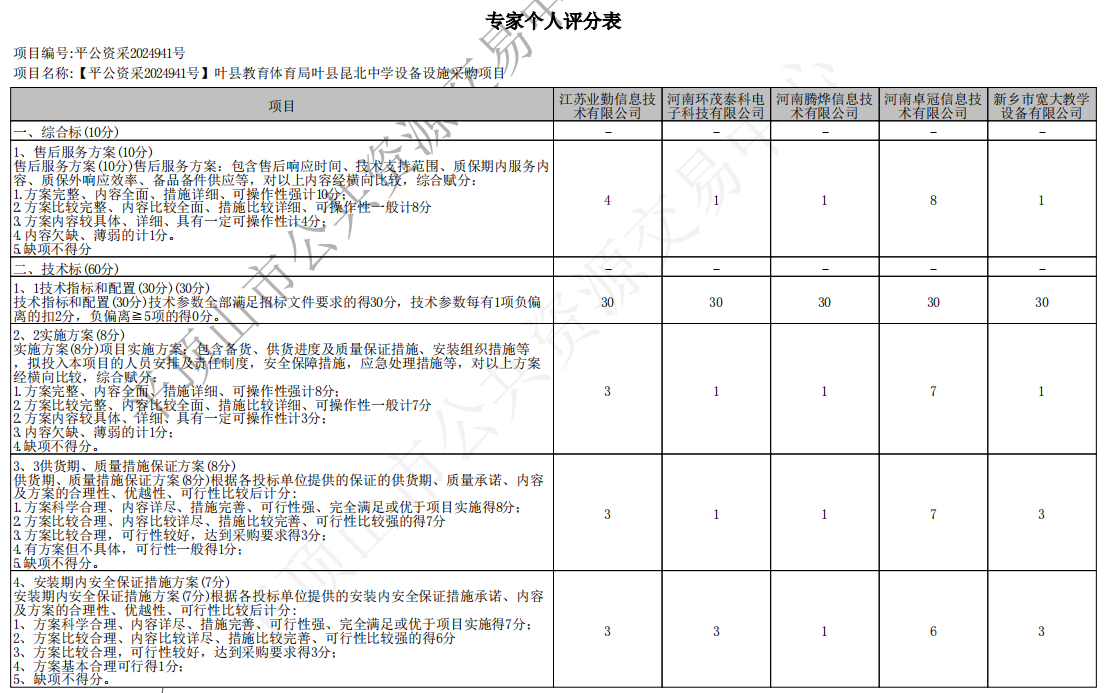 专家个人评分表
项目编号:平公资采2024941号
项目名称:【平公资采2024941号】叶县教育体育局叶县昆北中学设备设施采购项目
项目 江苏业勤信息技术有限公司 河南环茂泰科电子科技有限公司 河南腾烨信息技术有限公司 河南卓冠信息技术有限公司 新乡市宽大教学设备有限公司
一、综合标(10分) – – – – –
1、售后服务方案(10分)
售后服务方案(10分)售后服务方案：包含售后响应时间、技术支持范围、质保期内服务内
容、质保外响应效率、备品备件供应等，对以上内容经横向比较，综合赋分：
1.方案完整、内容全面、措施详细、可操作性强计10分；
2.方案比较完整、内容比较全面、措施比较详细、可操作性一般计8分
3.方案内容较具体、详细、具有一定可操作性计4分；
4.内容欠缺、薄弱的计1分。
5.缺项不得分
4 1 1 8 1
二、技术标(60分) – – – – –
1、1技术指标和配置(30分)(30分)
技术指标和配置(30分)技术参数全部满足招标文件要求的得30分，技术参数每有1项负偏
离的扣2分，负偏离≧5项的得0分。
30 30 30 30 30
2、2实施方案(8分)
实施方案(8分)项目实施方案：包含备货、供货进度及质量保证措施、安装组织措施等
，拟投入本项目的人员安排及责任制度，安全保障措施，应急处理措施等，对以上方案
经横向比较，综合赋分：
1.方案完整、内容全面、措施详细、可操作性强计8分；
2.方案比较完整、内容比较全面、措施比较详细、可操作性一般计7分
2.方案内容较具体、详细、具有一定可操作性计3分；
3.内容欠缺、薄弱的计1分；
4.缺项不得分。
3 1 1 7 1
3、3供货期、质量措施保证方案(8分)
供货期、质量措施保证方案(8分)根据各投标单位提供的保证的供货期、质量承诺、内容
及方案的合理性、优越性、可行性比较后计分:
1.方案科学合理、内容详尽、措施完善、可行性强、完全满足或优于项目实施得8分；
2.方案比较合理、内容比较详尽、措施比较完善、可行性比较强的得7分
3.方案比较合理，可行性较好，达到采购要求得3分；
4.有方案但不具体，可行性一般得1分；
5.缺项不得分。
3 1 1 7 3
4、安装期内安全保证措施方案(7分)
安装期内安全保证措施方案(7分)根据各投标单位提供的安装内安全保证措施承诺、内容
及方案的合理性、优越性、可行性比较后计分:
1、方案科学合理、内容详尽、措施完善、可行性强、完全满足或优于项目实施得7分；
2、方案比较合理、内容比较详尽、措施比较完善、可行性比较强的得6分
3、方案比较合理，可行性较好，达到采购要求得3分；
4、方案基本合理可行得1分；
5、缺项不得分。
3 3 1 6 3
平顶山市公共资源交易中
顶山市公共资源交易中心